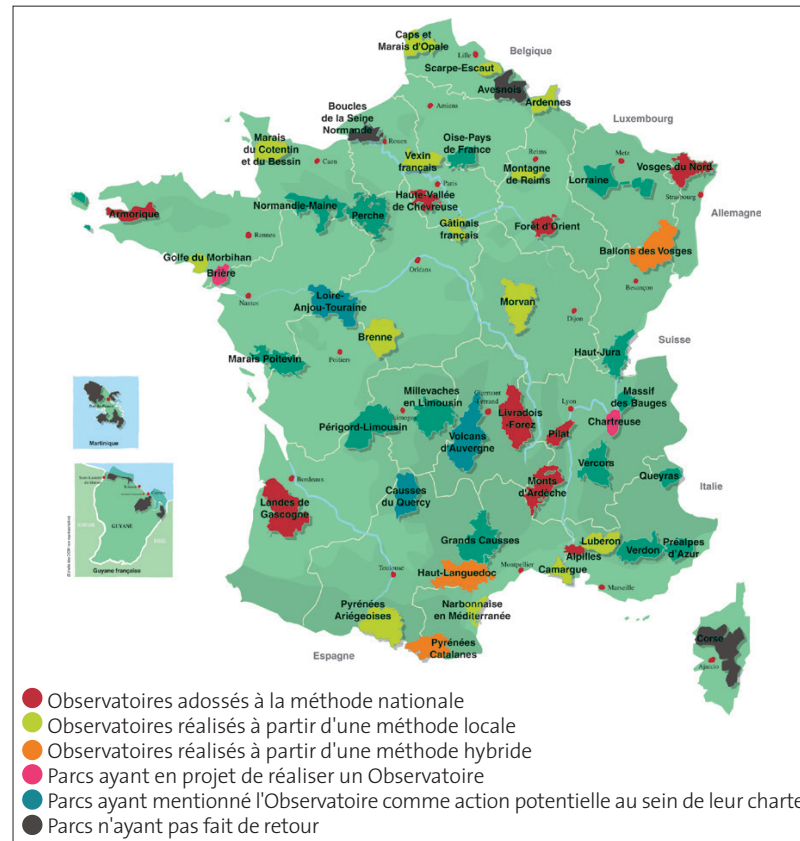 Caps et
Marais d'Opale
Lille
Belgique
Scarpe-Escaut
Avesnois
Ardennes
Amiens
Boucles
de la Seine
Normande
Rouen
Luxembourg
Marais
du Cotentin
et du Bessin
Caen
Oise-Pays
de France
Vexin
français
Reims
Montagne
de Reims
Metz
Vosges du Nord
Lorraine
Strasbourg
Allemagne
Paris
Haute-Vallée
de Chevreuse
Armorique
Normandie-Maine
Perche
Gâtinais
français
Forêt d'Orient
Rennes
Ballons des Vosges
Golfe du Morbihan
Brière
Orléans
Besançon
Nantes
Loire-
Anjou-Touraine
Morvan
Dijon
Brenne
Suisse
Marais Poitevin
Poitiers
Haut-Jura
Millevaches
en Limousin
Clermont
Ferrand
Lyon
Massif
des Bauges
Martinique
Périgord-Limousin
Limoges
Livradois
-Forez
Chartreuse
Volcans
d'Auvergne
Pilat
Vercors
Bordeaux
Causses
du Quercy
Monts
d'Ardèche
Queyras
Italie
Landes de
Gascogne
GUYANE
Guyane française
Grands Causses
Luberon
Alpilles
Verdon
Préalpes
d'Azur
Toulouse
Haut-Languedoc
Montpellier
Camargue
Marseille
Pyrénées
Ariégeoises
Narbonnaise
en Méditerranée
Corse
Espagne
Pyrénées
Catalanes
Ajaccio
Observatoires adossés à la méthode nationale
Observatoires réalisés à partir d'une méthode locale
Observatoires réalisés à partir d'une méthode hybride
Parcs ayant en projet de réaliser un Observatoire
Parcs ayant mentionné l'Observatoire comme action potentielle au sein de leur charte
Parcs n'ayant pas fait de retour